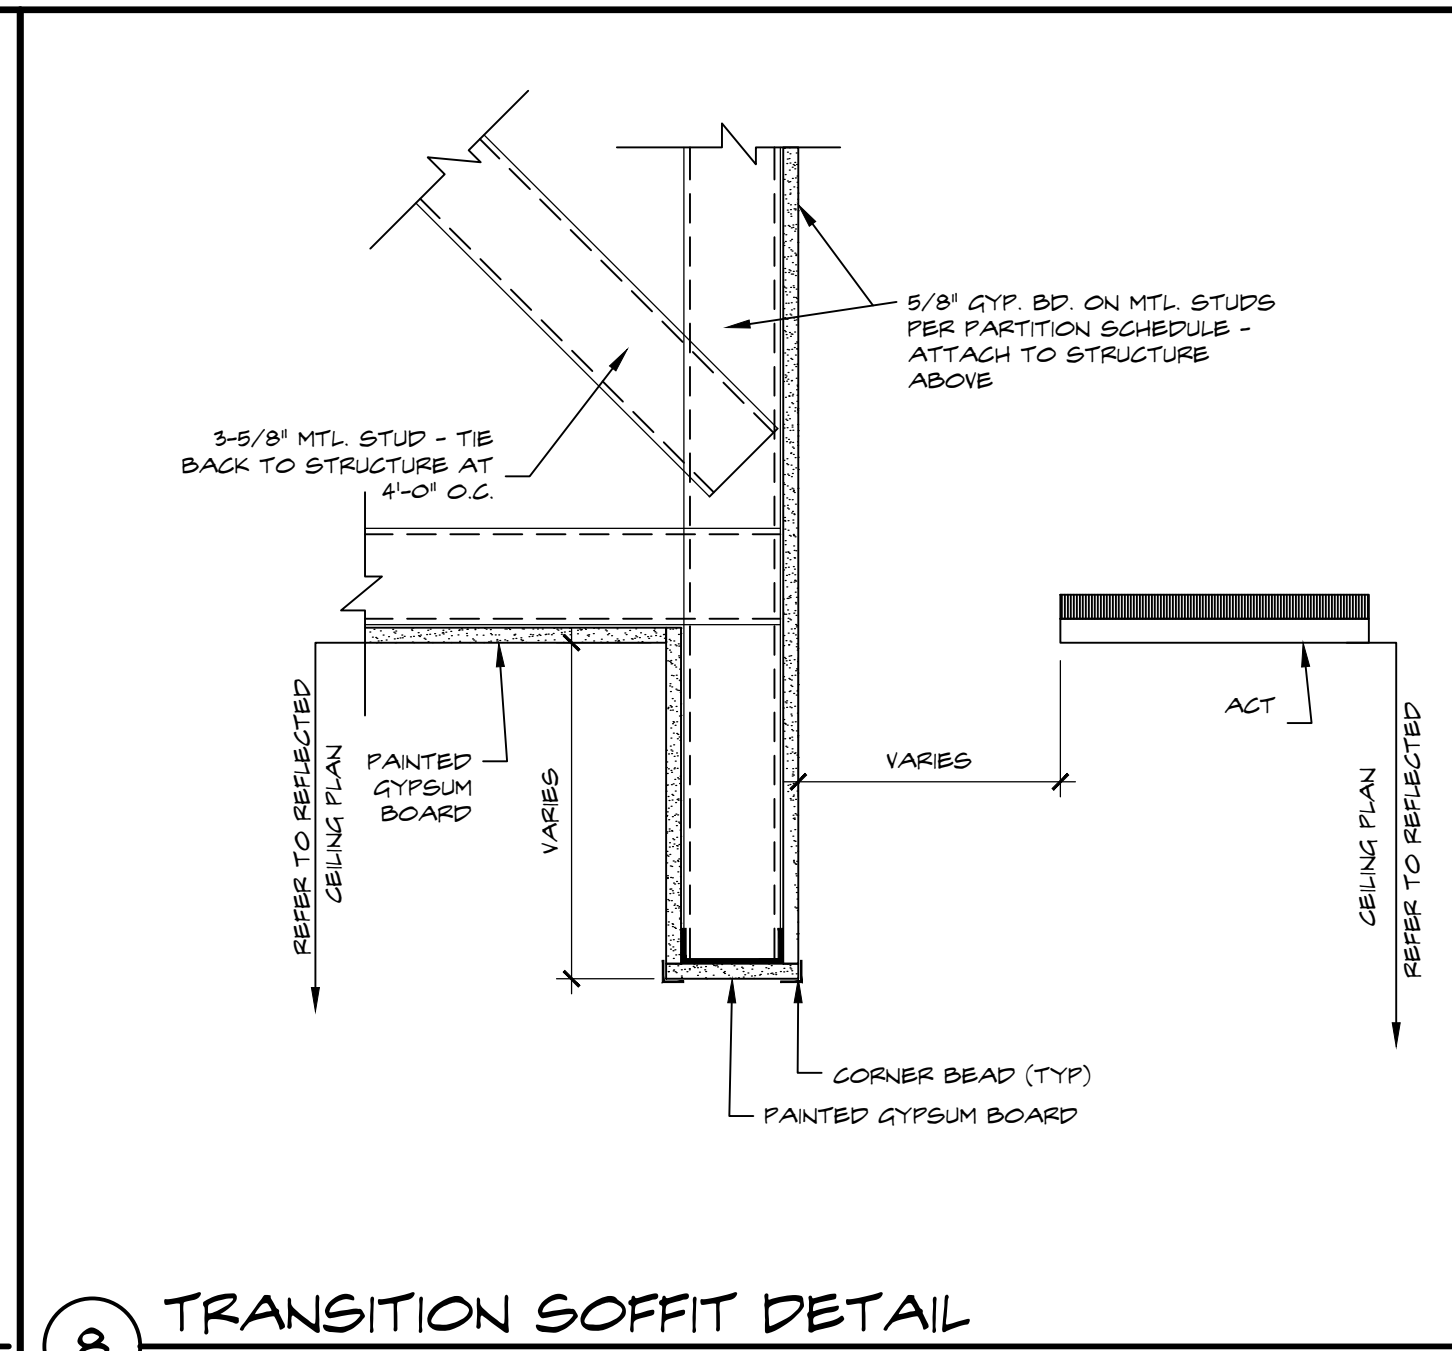 5/8" GYP. BD. ON MTL. STUDS
PER PARTITION SCHEDULE -
ATTACH TO STRUCTURE
ABOVE
3-5/8" MTL. STUD - TIE
BACK TO STRUCTURE AT
4'-0" O.C.
REFER TO REFLECTED
CEILING PLAN
PAINTED
GYPSUM
BOARD
VARIES
VARIES
ACT
CEILING PLAN
REFER TO REFLECTED
CORNER BEAD (TYP)
PAINTED GYPSUM BOARD
8
TRANSITION SOFFIT DETAIL